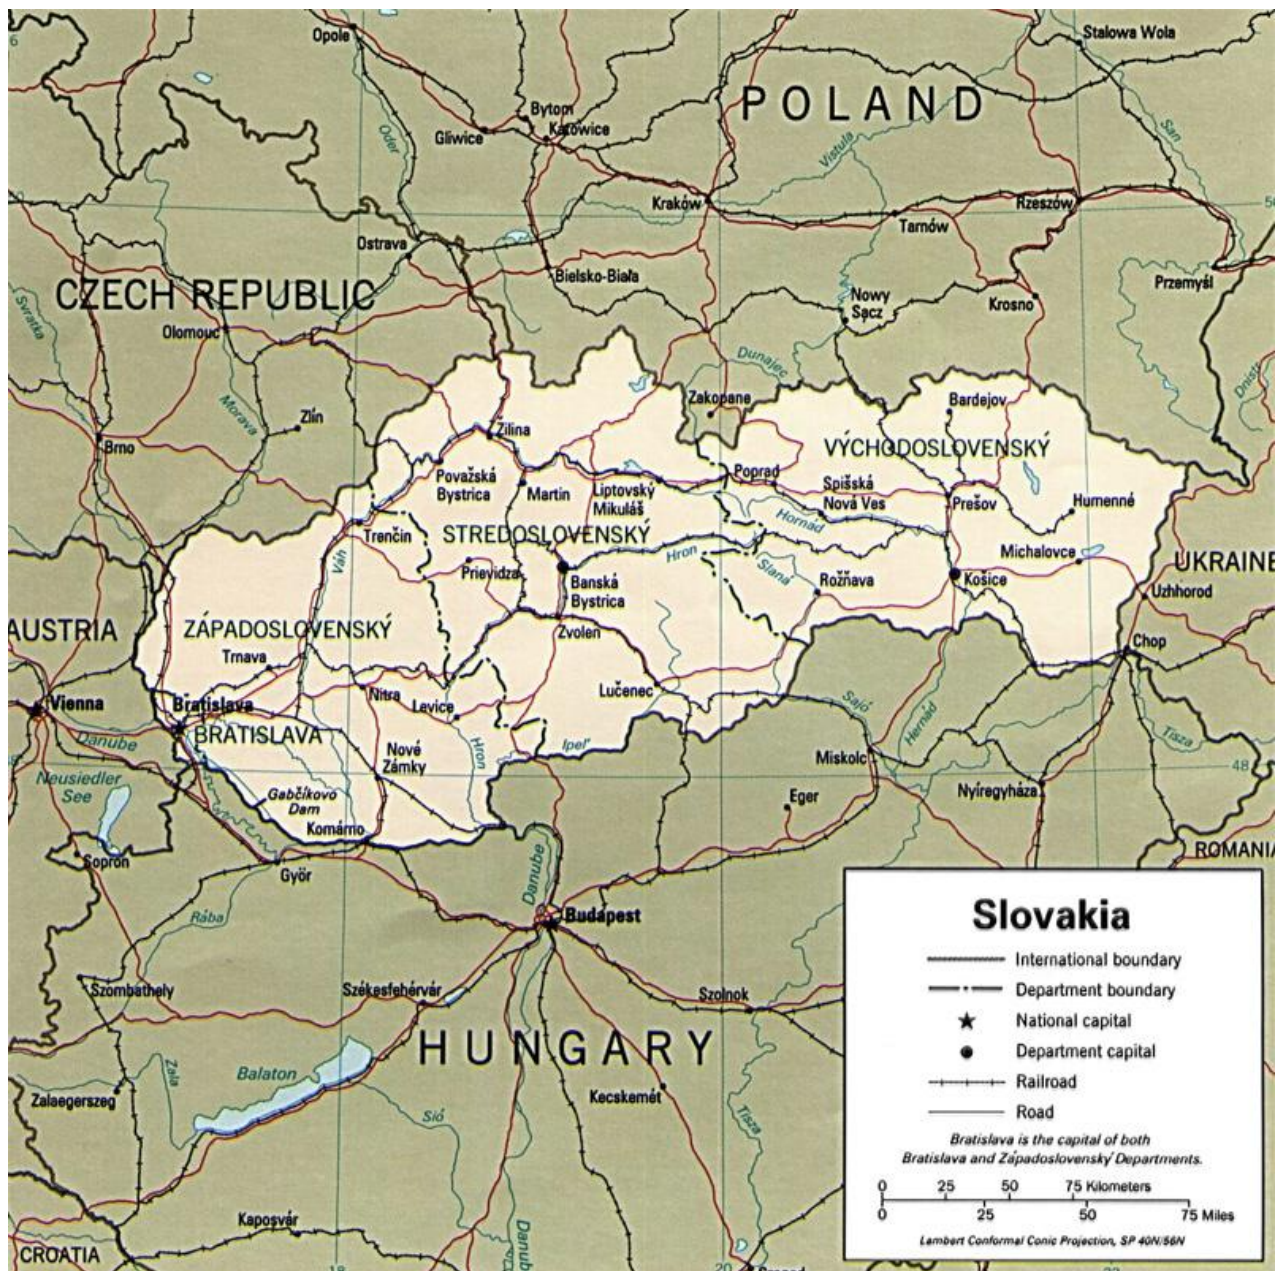 Opole
Stalowa Wola
POLAND
Bytom
Gliwice
Katowice
Oder
Vistula
San
Kraków
Rzeszów
Tarnów
Ostrava
Bielsko-Biała
Przemyśl
CZECH REPUBLIC
Svratka
Olomouc
Nowy
Sącz
Krosno
Dunajec
Morava
Zakopane
Bardejov
Zlín
Brno
Žilina
VÝCHODOSLOVENSKÝ
Považská
Bystrica
Martin
Liptovský
Mikuláš
Poprad
Spišská
Nová Ves
Prešov
Humenné
Trenčín
STREDOSLOVENSKÝ
Hornád
Váh
Prievidza
Hron
Slaná
Michalovce
UKRAINE
Banská
Bystrica
Rožňava
Košice
Uzhhorod
AUSTRIA
ZÁPADOSLOVENSKÝ
Zvolen
Chop
Trnava
Vienna
Bratislava
Nitra
Levice
Lučenec
Sajó
Hernád
Danube
BRATISLAVA
Nové
Zámky
Hron
Ipel'
Miskolc
Tisza
48
Neusiedler
See
Gabčíkovo
Dam
Komárno
Eger
Nyíregyháza
Sopron
Györ
Danube
ROMANIA
Rába
Budapest
Szombathely
Székesfehérvár
Szolnok
HUNGARY
Zala
Balaton
Zalaegerszeg
Sió
Kecskemét
Tisza
Kaposvár
CROATIA
18
20
Slovakia
International boundary
Department boundary
National capital
Department capital
Railroad
Road
Bratislava is the capital of both
Bratislava and Západoslovenský Departments.
0 25 50 75 Kilometers
0 25 50 75 Miles
Lambert Conformal Conic Projection, SP 40N/56N